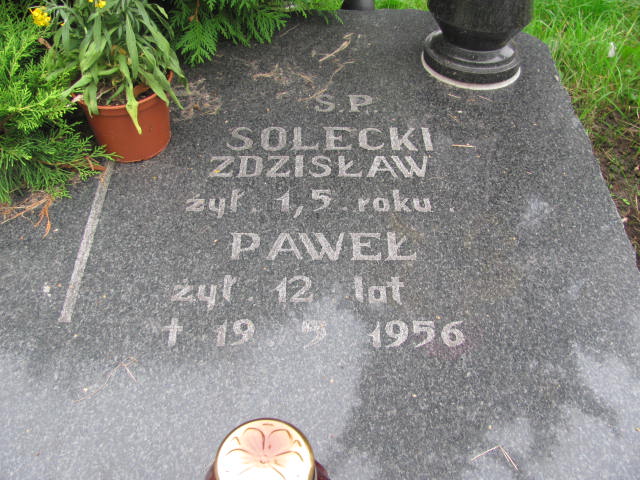 Ś.P.
SOLECKI
ZDZISŁAW
żył. 1,5. roku.
PAWEŁ
żył. 12 lat
† 19. 5 1956